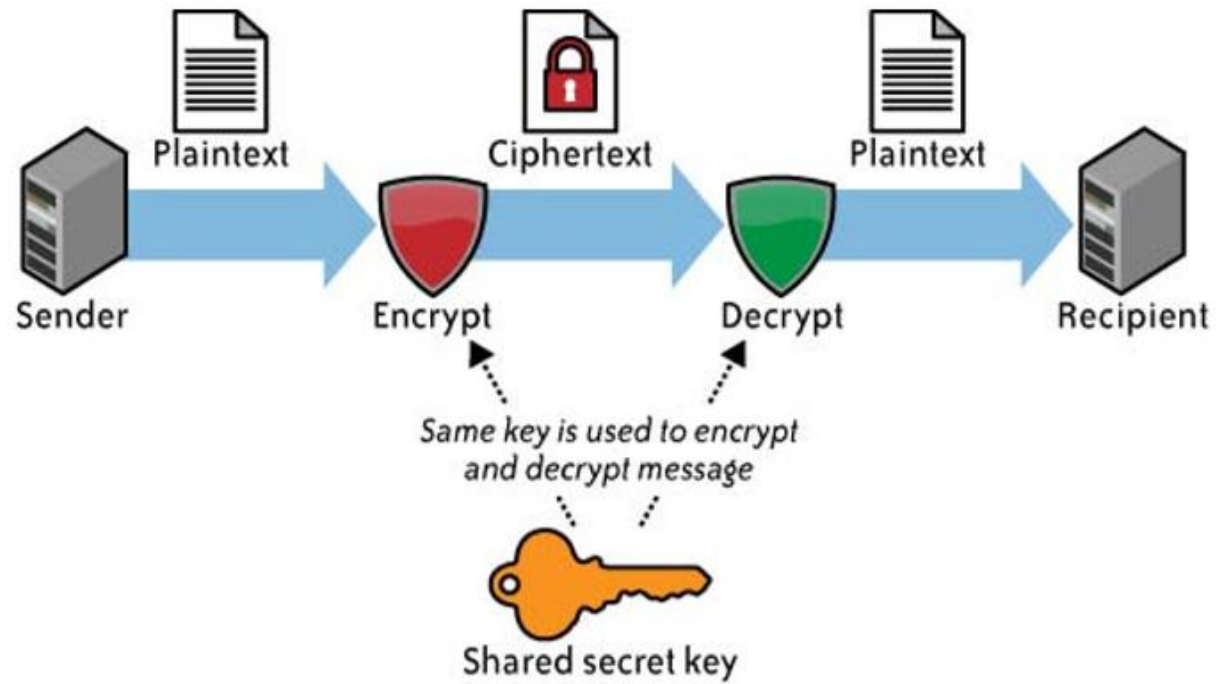 Plaintext
Ciphertext
Plaintext
Sender
Encrypt
Decrypt
Recipient
Same key is used to encrypt
and decrypt message
Shared secret key